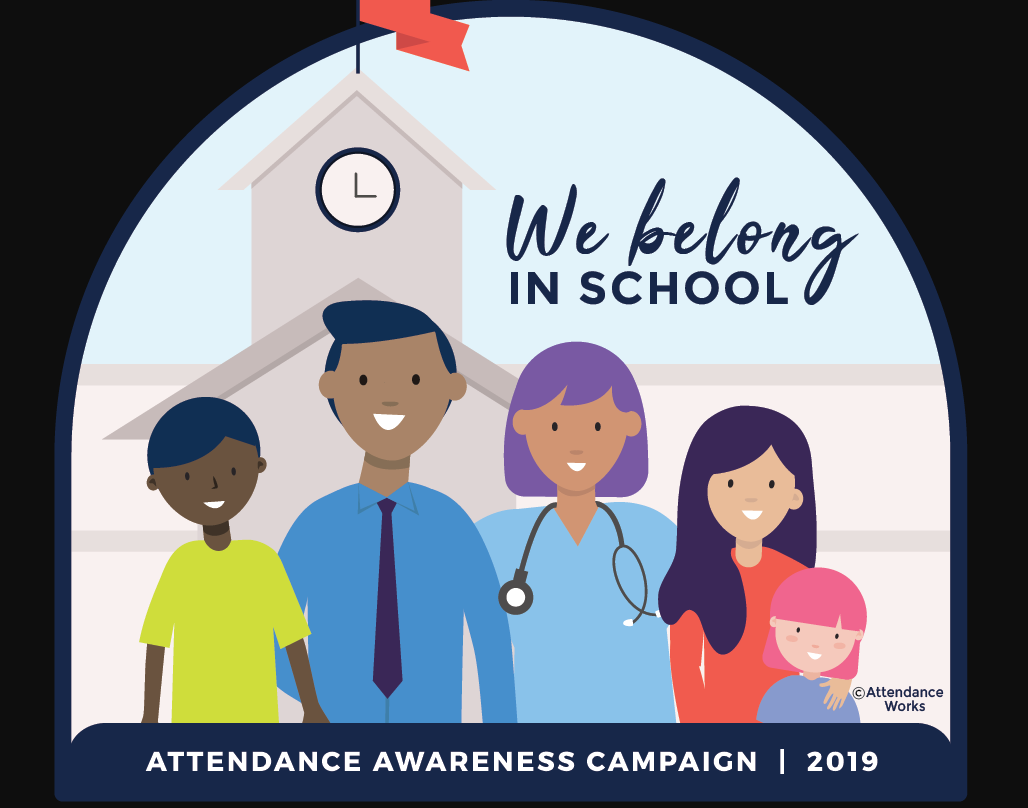 We belong
IN SCHOOL
©Attendance
Works
ATTENDANCE AWARENESS CAMPAIGN | 2019